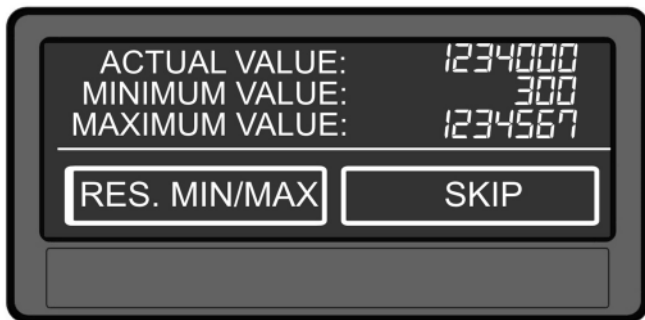 ACTUAL VALUE: 1234000
MINIMUM VALUE: 300
MAXIMUM VALUE: 1234567
RES. MIN/MAX SKIP